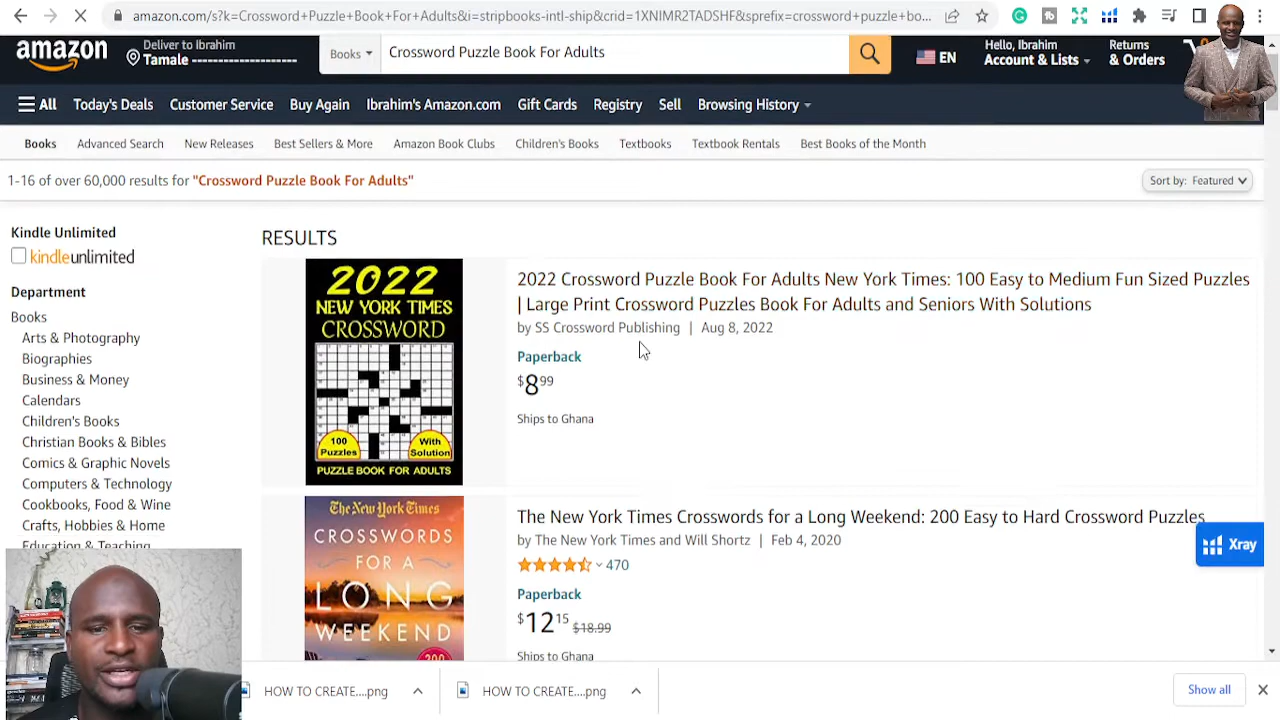 amazon.com/s?k=Crossword+Puzzle+Book+For+Adults&i=stripbooks-intl-ship&crid=1XNIMR2TADSHF&sprefix=crossword+puzzle+bo...
amazon
Deliver to Ibrahim
Tamale ------------------
Books
Crossword Puzzle Book For Adults
EN
Hello, Ibrahim
Account & Lists
Returns
& Orders
All
Today's Deals
Customer Service
Buy Again
Ibrahim's Amazon.com
Gift Cards
Registry
Sell
Browsing History
Books
Advanced Search
New Releases
Best Sellers & More
Amazon Book Clubs
Children's Books
Textbooks
Textbook Rentals
Best Books of the Month
1-16 of over 60,000 results for "Crossword Puzzle Book For Adults"
Sort by: Featured
Kindle Unlimited
kindleunlimited
Department
Books
Arts & Photography
Biographies
Business & Money
Calendars
Children's Books
Christian Books & Bibles
Comics & Graphic Novels
Computers & Technology
Cookbooks, Food & Wine
Crafts, Hobbies & Home
Education & Teaching
RESULTS
2022
NEW YORK TIMES
CROSSWORD
100
Puzzles
With
Solution
PUZZLE BOOK FOR ADULTS
2022 Crossword Puzzle Book For Adults New York Times: 100 Easy to Medium Fun Sized Puzzles
| Large Print Crossword Puzzles Book For Adults and Seniors With Solutions
by SS Crossword Publishing | Aug 8, 2022
Paperback
$8.99
Ships to Ghana
The New York Times
CROSSWORDS
FOR A
LONG
WEEKEND
200
The New York Times Crosswords for a Long Weekend: 200 Easy to Hard Crossword Puzzles
by The New York Times and Will Shortz | Feb 4, 2020
470
Paperback
$12.15 $18.99
Ships to Ghana
Xray
HOW TO CREATE....png
HOW TO CREATE....png
Show all